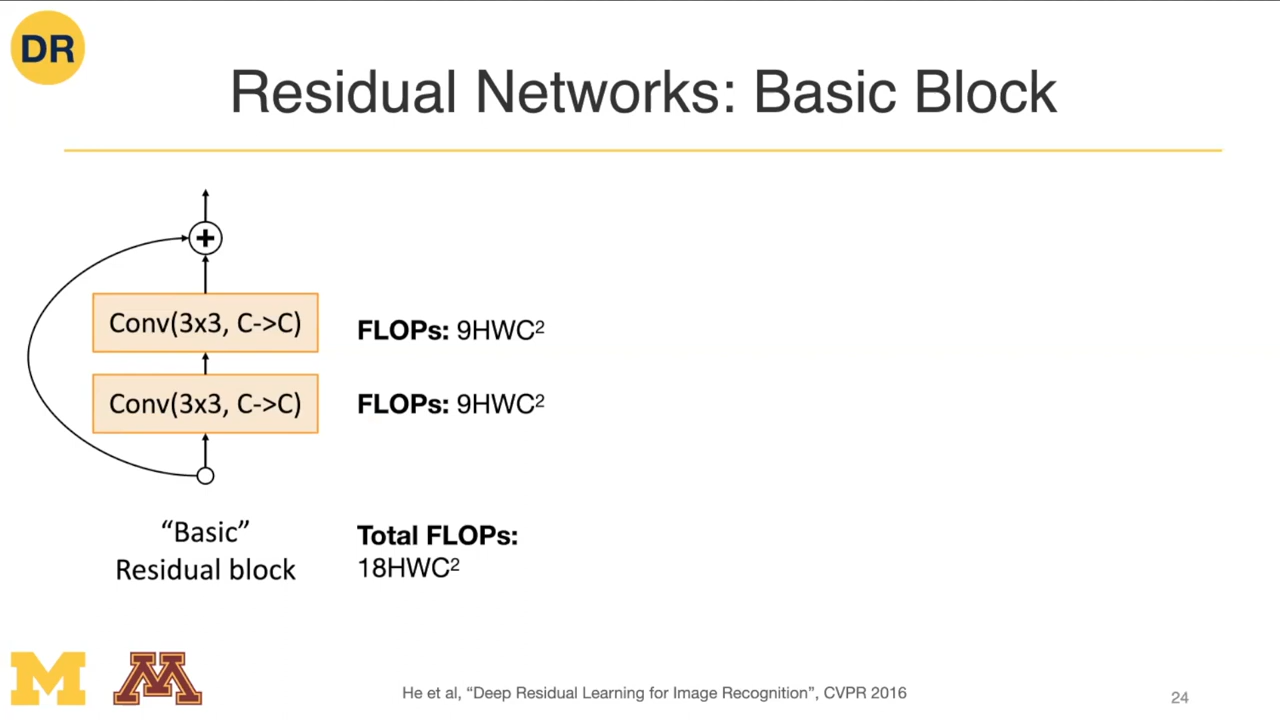 DR
Residual Networks: Basic Block
Conv(3x3, C->C)
FLOPs: 9HWC²
Conv(3x3, C->C)
FLOPs: 9HWC²
“Basic”
Residual block
Total FLOPs:
18HWC²
M
M
He et al, “Deep Residual Learning for Image Recognition”, CVPR 2016
24